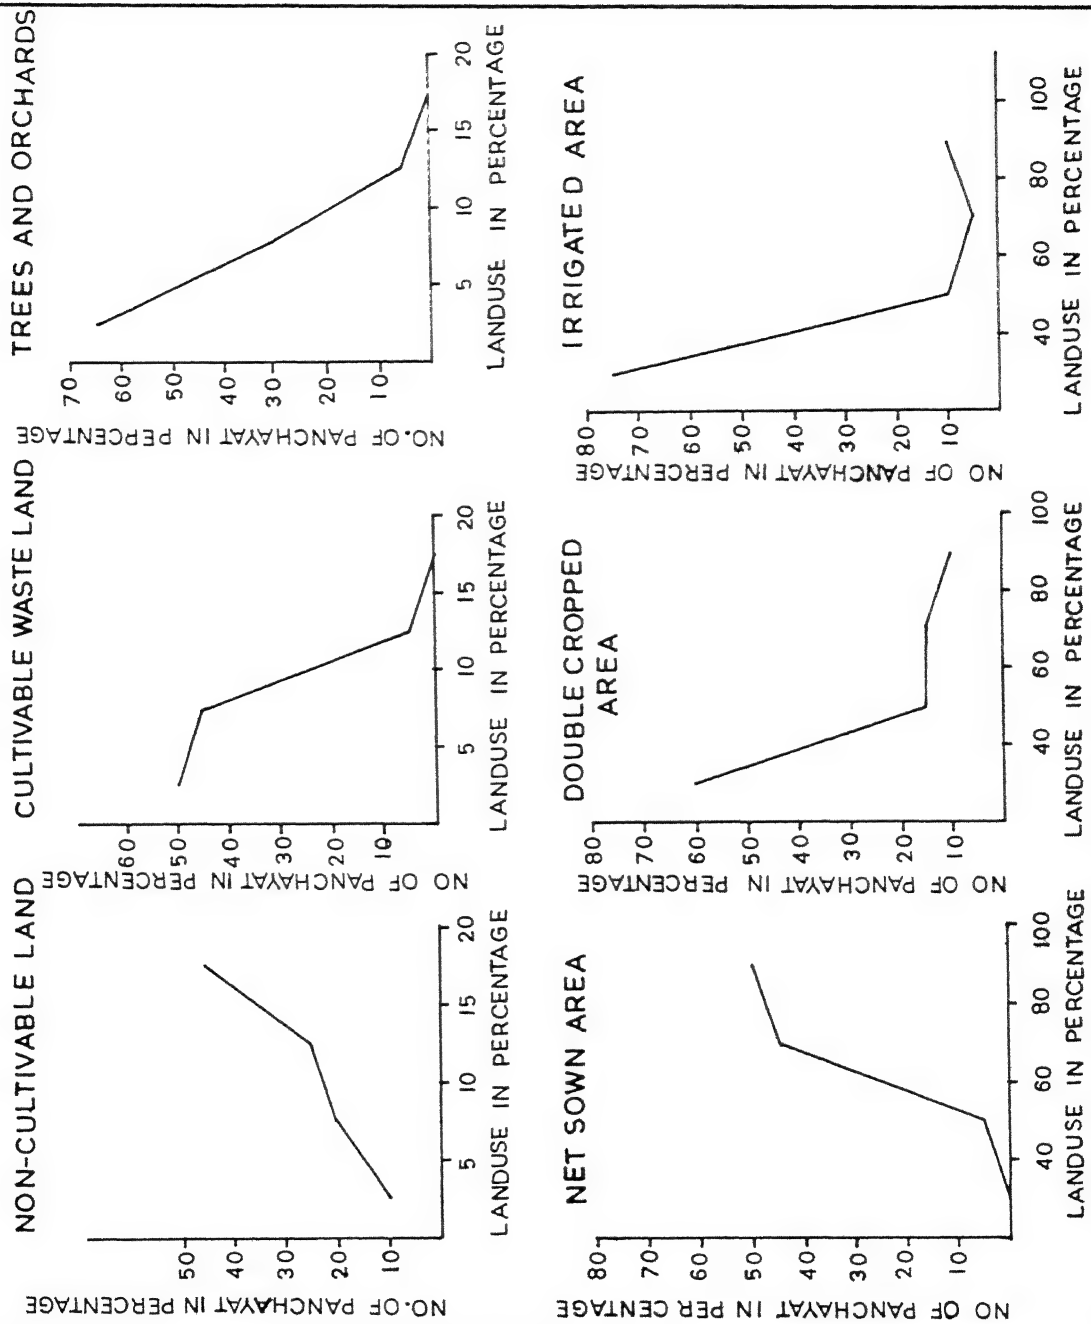 NON-CULTIVABLE LAND
NO. OF PANCHAYAT IN PERCENTAGE
50
40
30
20
10
5 10 15 20
LANDUSE IN PERCENTAGE
CULTIVABLE WASTE LAND
NO OF PANCHAYAT IN PERCENTAGE
60
50
40
30
20
10
5 10 15 20
LANDUSE IN PERCENTAGE
TREES AND ORCHARDS
NO. OF PANCHAYAT IN PERCENTAGE
70
60
50
40
30
20
10
5 10 15 20
LANDUSE IN PERCENTAGE
NET SOWN AREA
NO OF PANCHAYAT IN PER CENTAGE
80
70
60
50
40
30
20
10
40 60 80 100
LANDUSE IN PERCENTAGE
DOUBLE CROPPED
AREA
NO OF PANCHAYAT IN PERCENTAGE
80
70
60
50
40
30
20
10
40 60 80 100
LANDUSE IN PERCENTAGE
IRRIGATED AREA
NO OF PANCHAYAT IN PERCENTAGE
80
70
60
50
40
30
20
10
40 60 80 100
LANDUSE IN PERCENTAGE